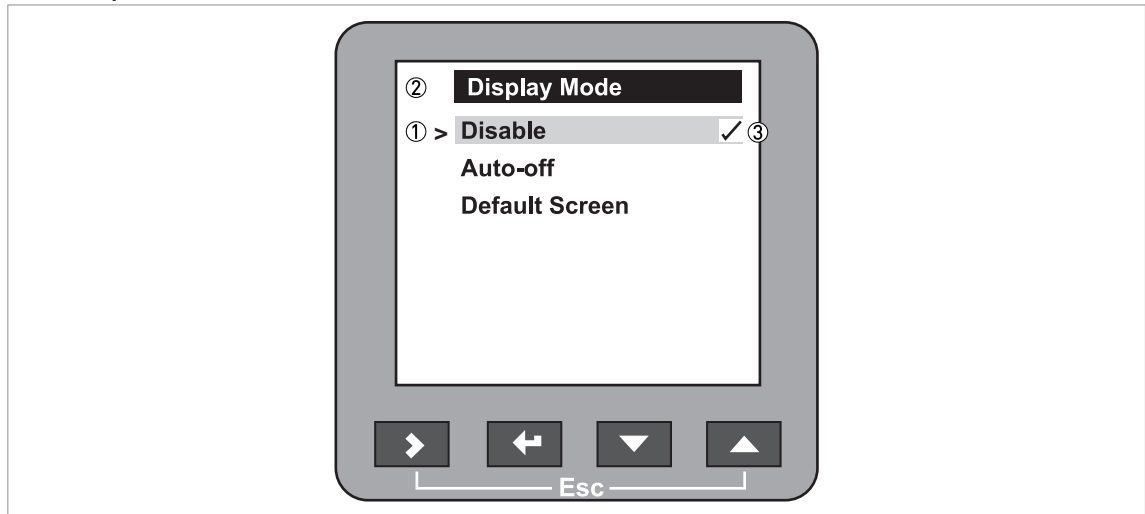 ② Display Mode
① > Disable ✓ ③
Auto-off
Default Screen
Esc